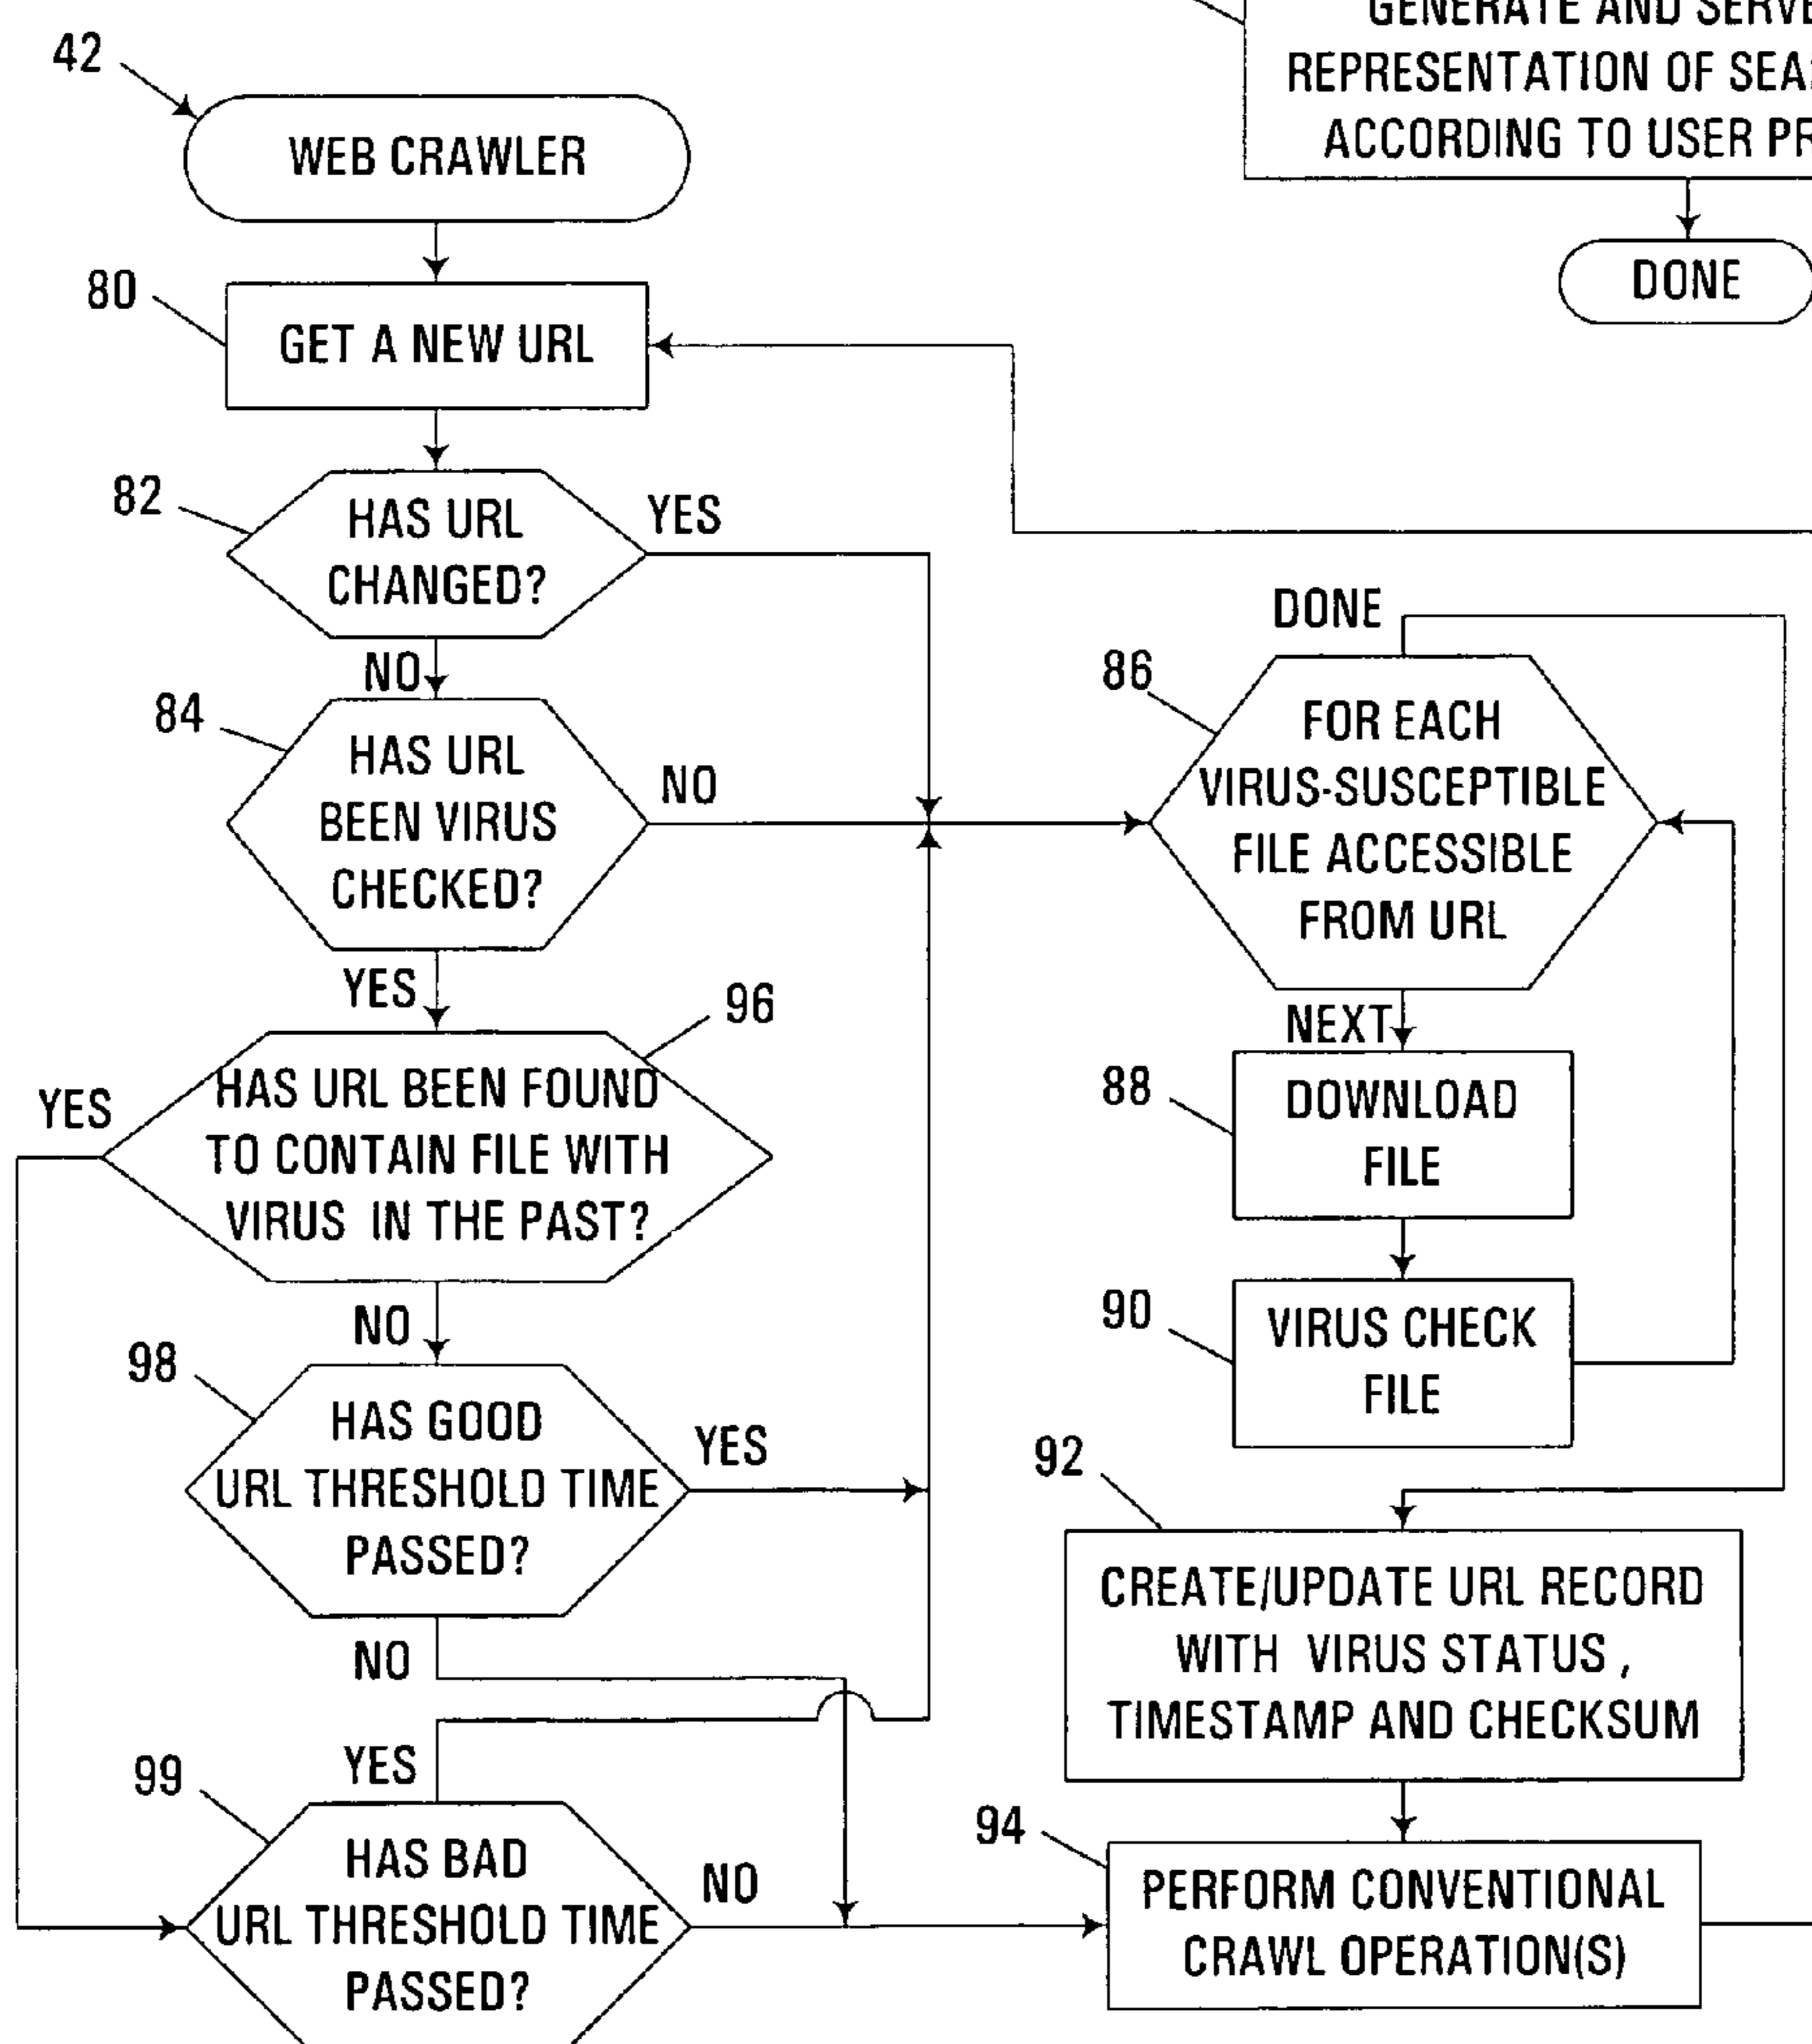 GENERATE AND
REPRESENTATION OF
ACCORDING TO USER
DONE
42
WEB CRAWLER
80
GET A NEW URL
82
HAS URL
CHANGED?
YES
NO
84
HAS URL
BEEN VIRUS
CHECKED?
NO
YES
96
HAS URL BEEN FOUND
TO CONTAIN FILE WITH
VIRUS IN THE PAST?
YES
NO
98
HAS GOOD
URL THRESHOLD TIME
PASSED?
YES
NO
YES
99
HAS BAD
URL THRESHOLD TIME
PASSED?
NO
DONE
86
FOR EACH
VIRUS-SUSCEPTIBLE
FILE ACCESSIBLE
FROM URL
NEXT
88
DOWNLOAD
FILE
90
VIRUS CHECK
FILE
92
CREATE/UPDATE URL RECORD
WITH VIRUS STATUS ,
TIMESTAMP AND CHECKSUM
94
PERFORM CONVENTIONAL
CRAWL OPERATION(S)